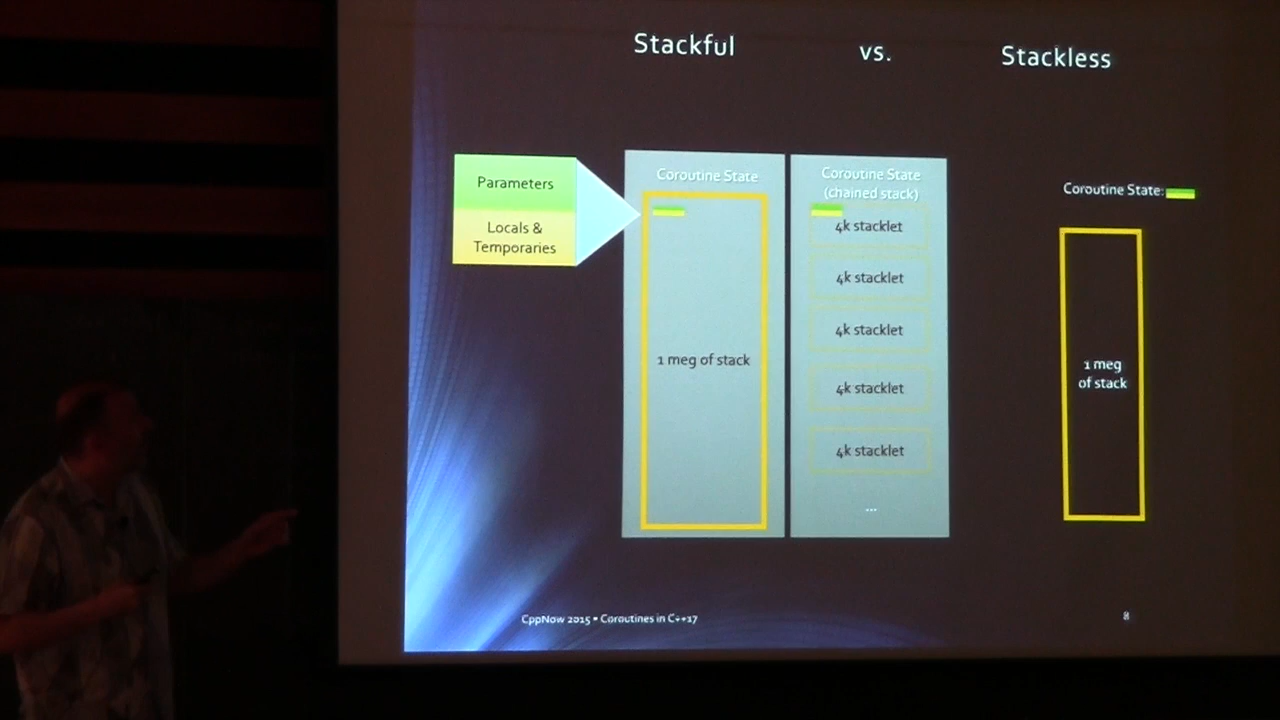 Stackful vs. Stackless
Parameters
Locals &
Temporaries
Coroutine State
1 meg of stack
Coroutine State
(chained stack)
4k stacklet
4k stacklet
4k stacklet
4k stacklet
4k stacklet
...
Coroutine State:
1 meg
of stack
CppNow 2015 • Coroutines in C++17
8